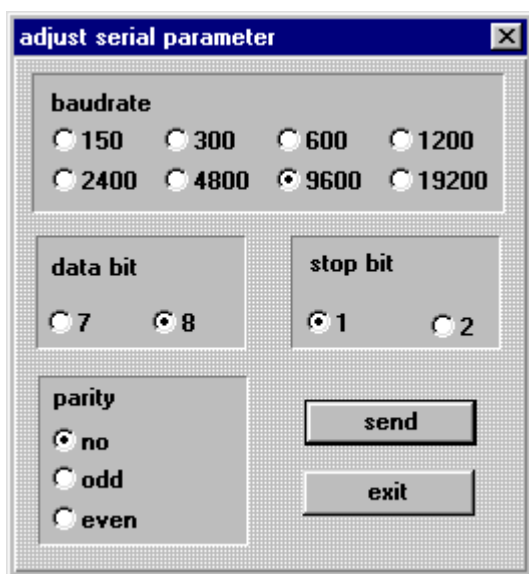 adjust serial parameter
baudrate
150 300 600 1200
2400 4800 9600 19200
data bit
7 8
stop bit
1 2
parity
no
odd
even
send
exit